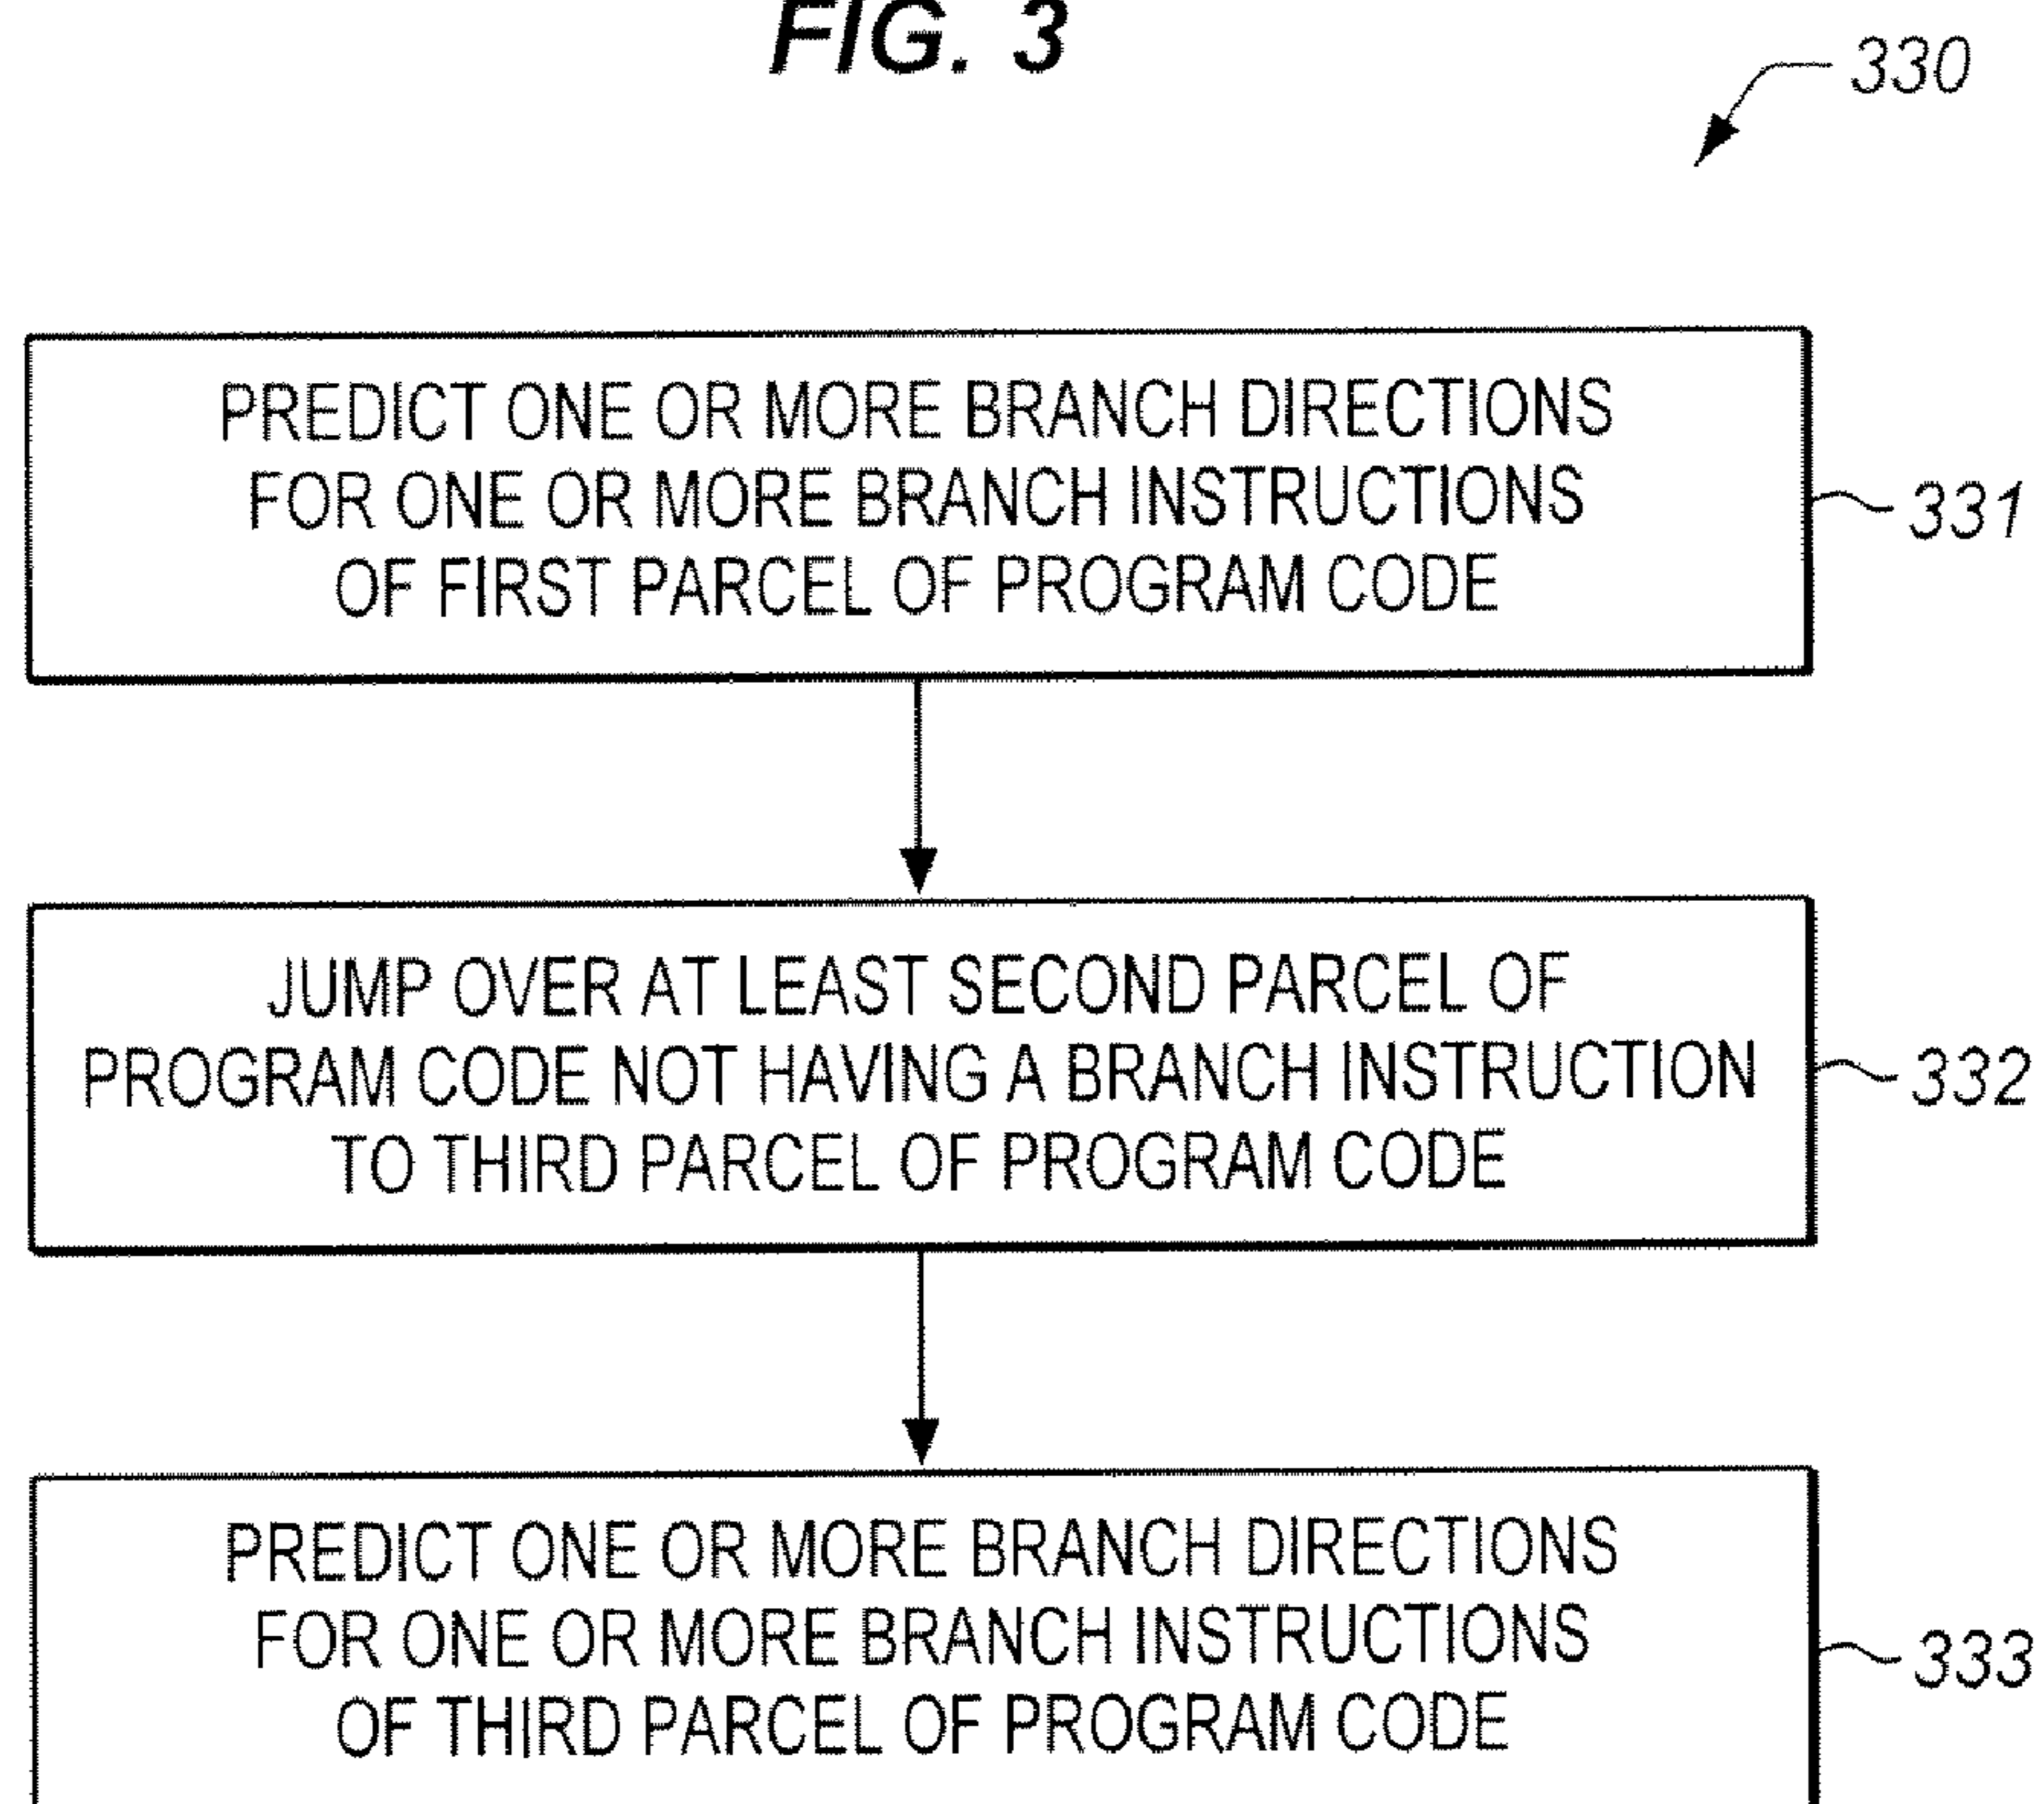 FIG. 3
330
PREDICT ONE OR MORE BRANCH DIRECTIONS
FOR ONE OR MORE BRANCH INSTRUCTIONS
OF FIRST PARCEL OF PROGRAM CODE
331
JUMP OVER AT LEAST SECOND PARCEL OF
PROGRAM CODE NOT HAVING A BRANCH INSTRUCTION
TO THIRD PARCEL OF PROGRAM CODE
332
PREDICT ONE OR MORE BRANCH DIRECTIONS
FOR ONE OR MORE BRANCH INSTRUCTIONS
OF THIRD PARCEL OF PROGRAM CODE
333